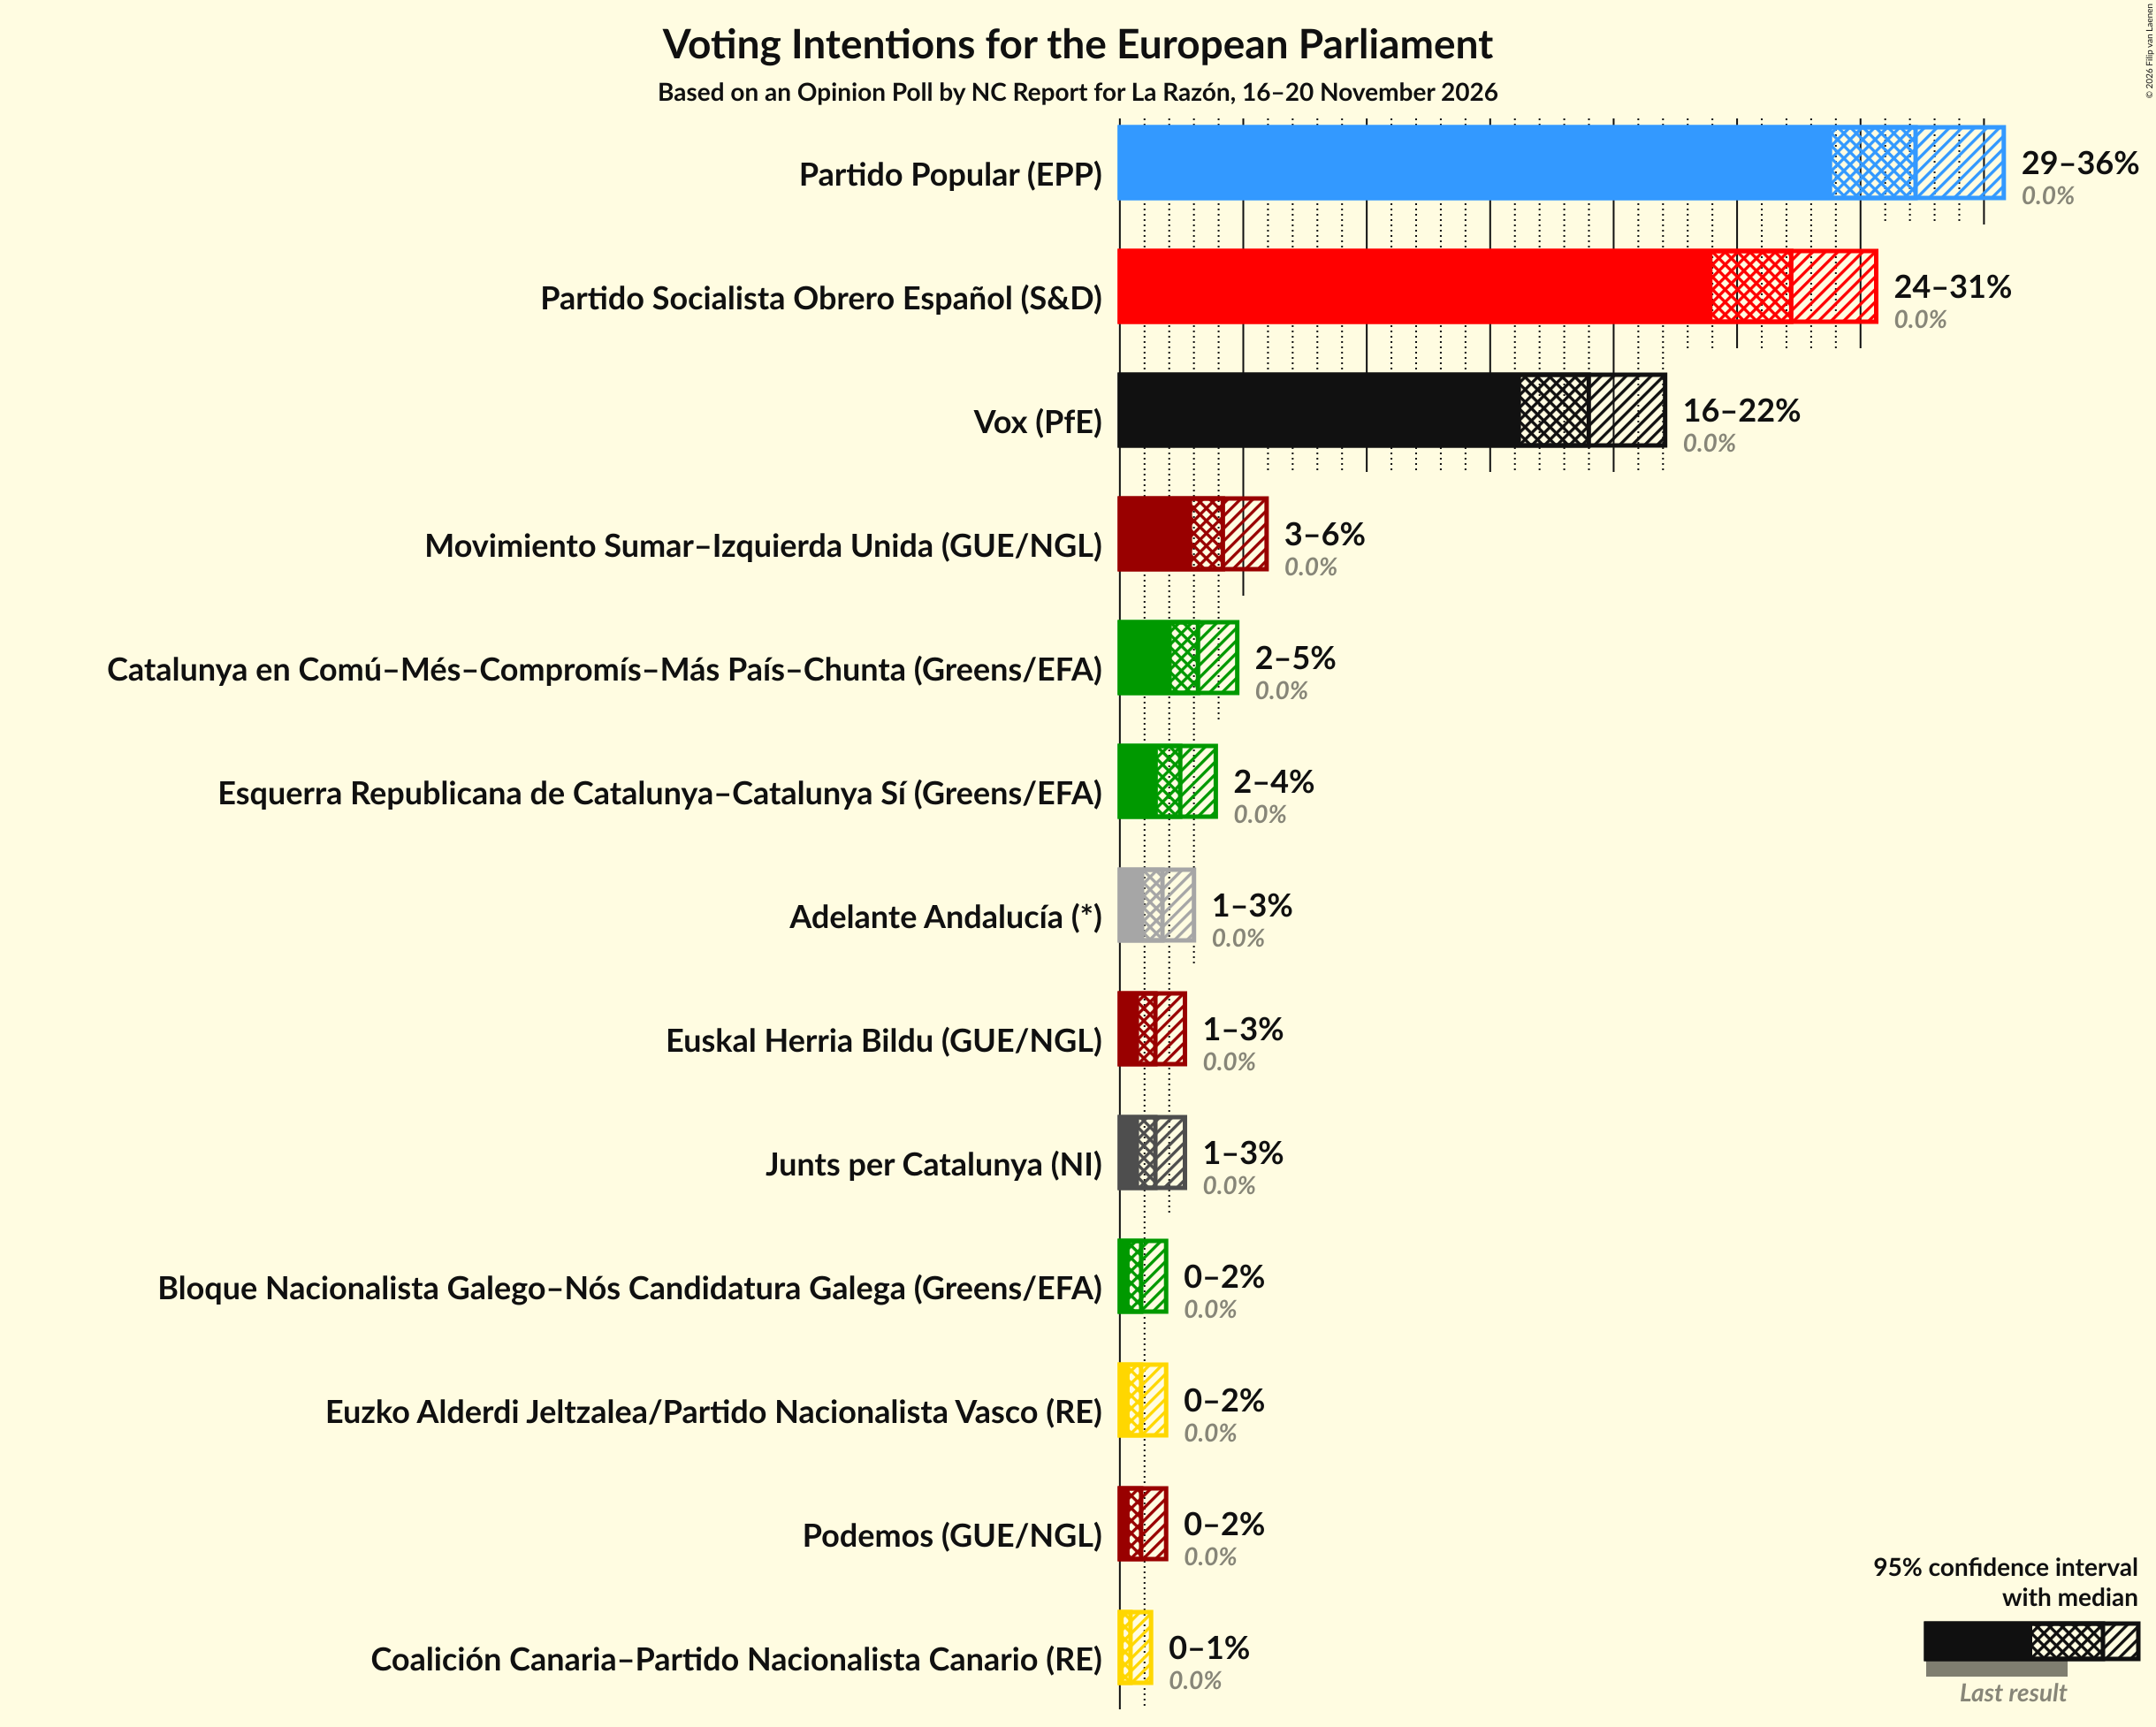 Voting Intentions for the European Parliament
Based on an Opinion Poll by NC Report for La Razón, 16–20 November 2026
© 2026 Filip van Laenen
Partido Popular (EPP)
29–36%
0.0%
Partido Socialista Obrero Español (S&D)
24–31%
0.0%
Vox (PfE)
16–22%
0.0%
Movimiento Sumar–Izquierda Unida (GUE/NGL)
3–6%
0.0%
Catalunya en Comú–Més–Compromís–Más País–Chunta (Greens/EFA)
2–5%
0.0%
Esquerra Republicana de Catalunya–Catalunya Sí (Greens/EFA)
2–4%
0.0%
Adelante Andalucía (*)
1–3%
0.0%
Euskal Herria Bildu (GUE/NGL)
1–3%
0.0%
Junts per Catalunya (NI)
1–3%
0.0%
Bloque Nacionalista Galego–Nós Candidatura Galega (Greens/EFA)
0–2%
0.0%
Euzko Alderdi Jeltzalea/Partido Nacionalista Vasco (RE)
0–2%
0.0%
Podemos (GUE/NGL)
0–2%
0.0%
Coalición Canaria–Partido Nacionalista Canario (RE)
0–1%
0.0%
95% confidence interval
with median
Last result